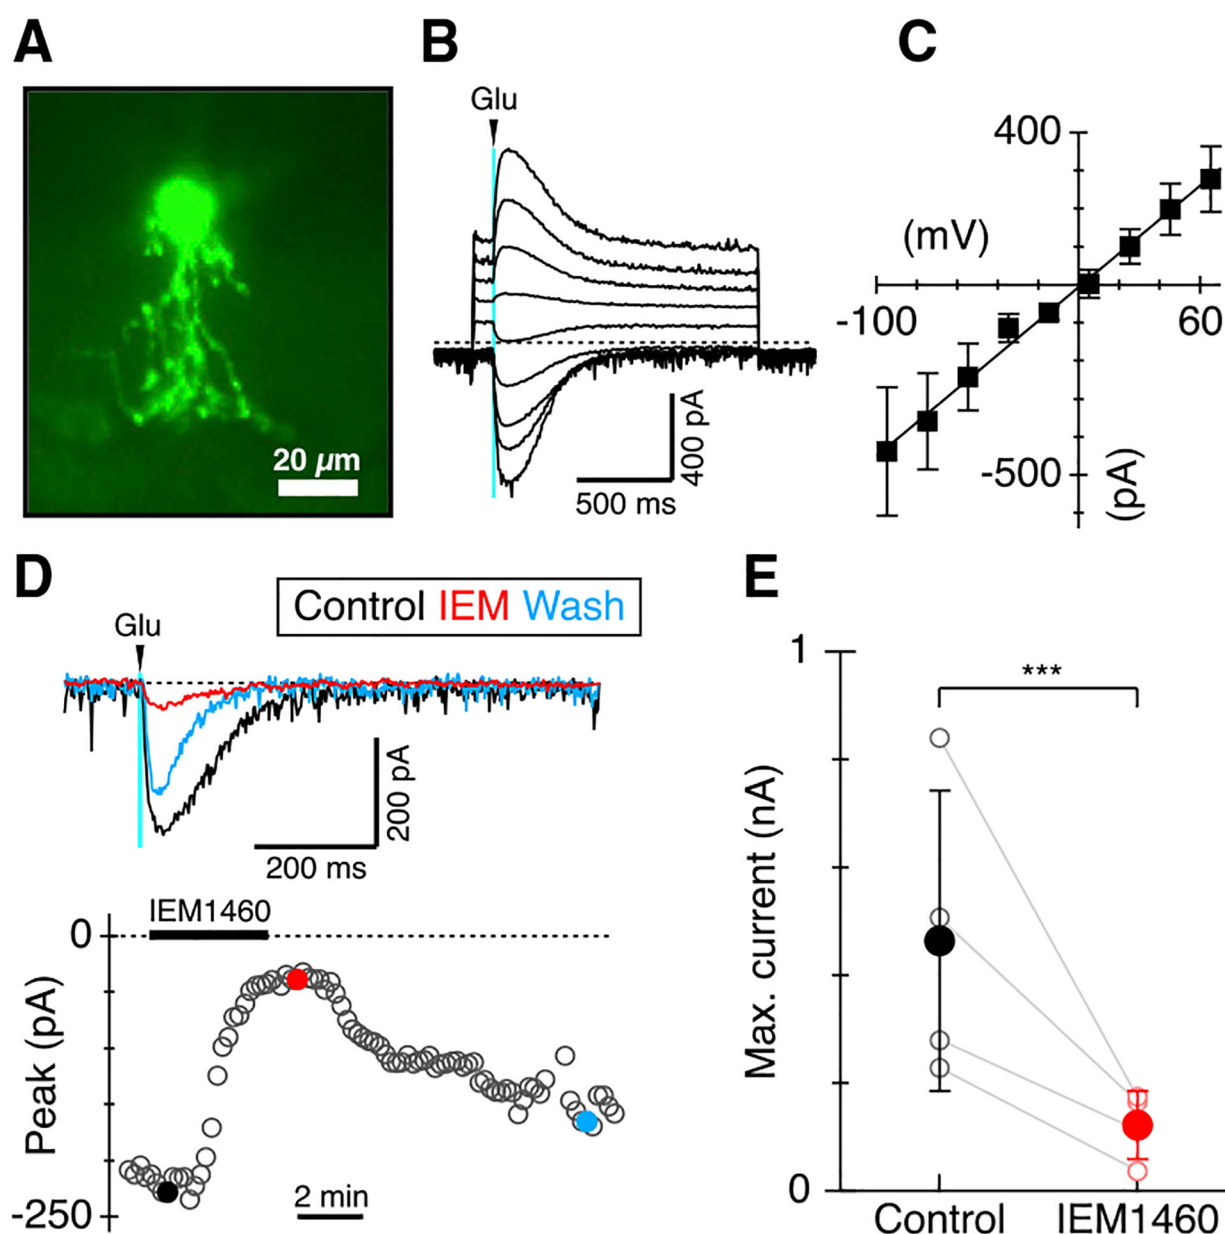 A
20 µm
B
Glu
400 pA
500 ms
C
400
(mV)
-100
60
-500
(pA)
D
Control IEM Wash
Glu
200 pA
200 ms
IEM1460
0
Peak (pA)
-250
2 min
E
1
***
Max. current (nA)
0
Control
IEM1460